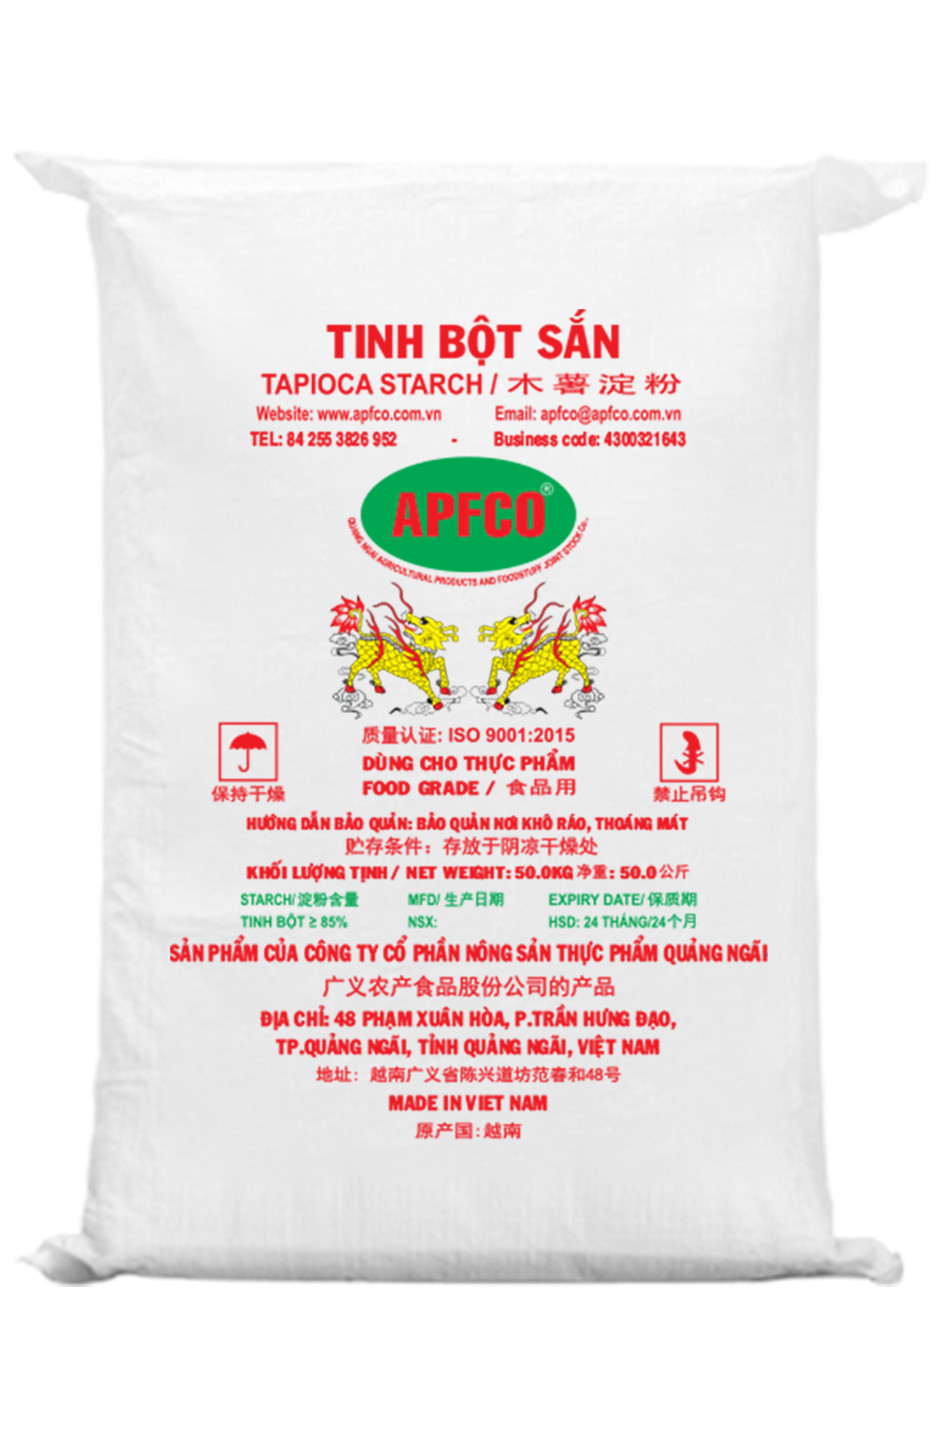 TINH BỘT SẮN
TAPIOCA STARCH / 木薯淀粉
Website: www.apfco.com.vn Email: apfco@apfco.com.vn
TEL: 84 255 3826 952 - Business code: 4300321643
APFCO®
QUANG NGAI AGRICULTURAL PRODUCTS AND FOODSTUFF JOINT STOCK Co.,
质量认证: ISO 9001:2015
DÙNG CHO THỰC PHẨM
FOOD GRADE / 食品用
保持干燥
禁止吊钩
HƯỚNG DẪN BẢO QUẢN: BẢO QUẢN NƠI KHÔ RÁO, THOÁNG MÁT
贮存条件：存放于阴凉干燥处
KHỐI LƯỢNG TỊNH / NET WEIGHT: 50.0KG 净重: 50.0 公斤
STARCH/ 淀粉含量 MFD/ 生产日期 EXPIRY DATE/ 保质期
TINH BỘT ≥ 85% NSX: HSD: 24 THÁNG/24个月
SẢN PHẨM CỦA CÔNG TY CỔ PHẦN NÔNG SẢN THỰC PHẨM QUẢNG NGÃI
广义农产食品股份公司的产品
ĐỊA CHỈ: 48 PHẠM XUÂN HÒA, P.TRẦN HƯNG ĐẠO,
TP.QUẢNG NGÃI, TỈNH QUẢNG NGÃI, VIỆT NAM
地址：越南广义省陈兴道坊范春和48号
MADE IN VIET NAM
原产国: 越南